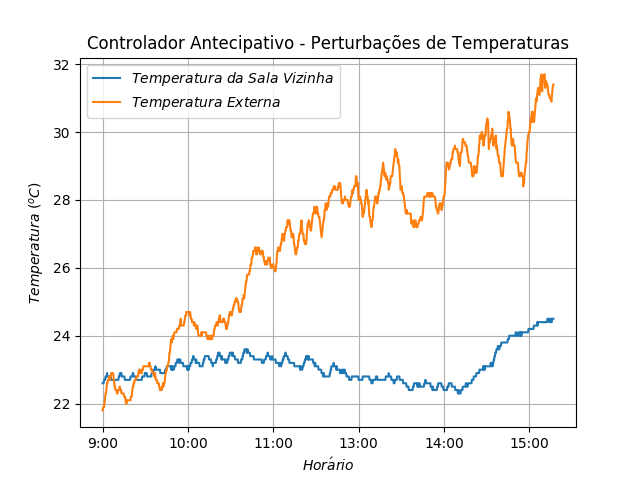 Controlador Antecipativo - Perturbações de Temperaturas
Temperatura da Sala Vizinha
Temperatura Externa
32
30
28
26
24
22
Temperatura (ºC)
9:00 10:00 11:00 13:00 14:00 15:00
Horário